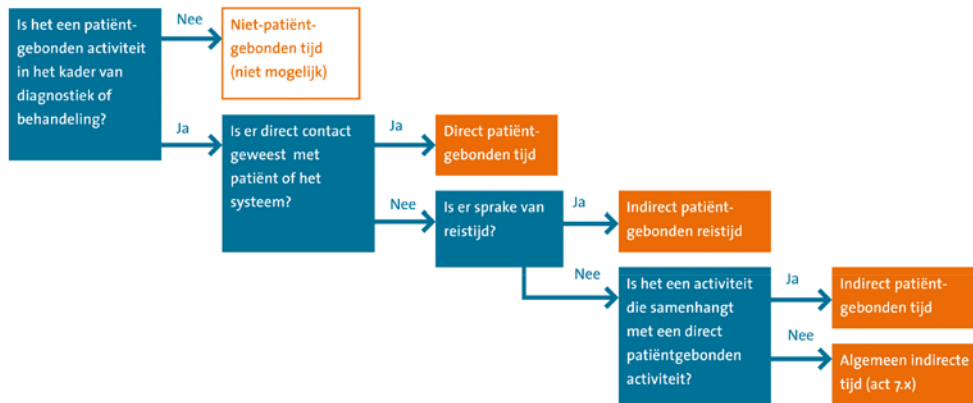 Is het een patiënt-
gebonden activiteit
in het kader van
diagnostiek of
behandeling?
Nee
Niet-patiënt-
gebonden tijd
(niet mogelijk)
Ja
Is er direct contact
geweest met
patiënt of het
systeem?
Ja
Direct patiënt-
gebonden tijd
Nee
Is er sprake van
reistijd?
Ja
Indirect patiënt-
gebonden reistijd
Nee
Is het een activiteit
die samenhangt
met een direct
patiëntgebonden
activiteit?
Ja
Indirect patiënt-
gebonden tijd
Nee
Algemeen indirecte
tijd (act 7.x)